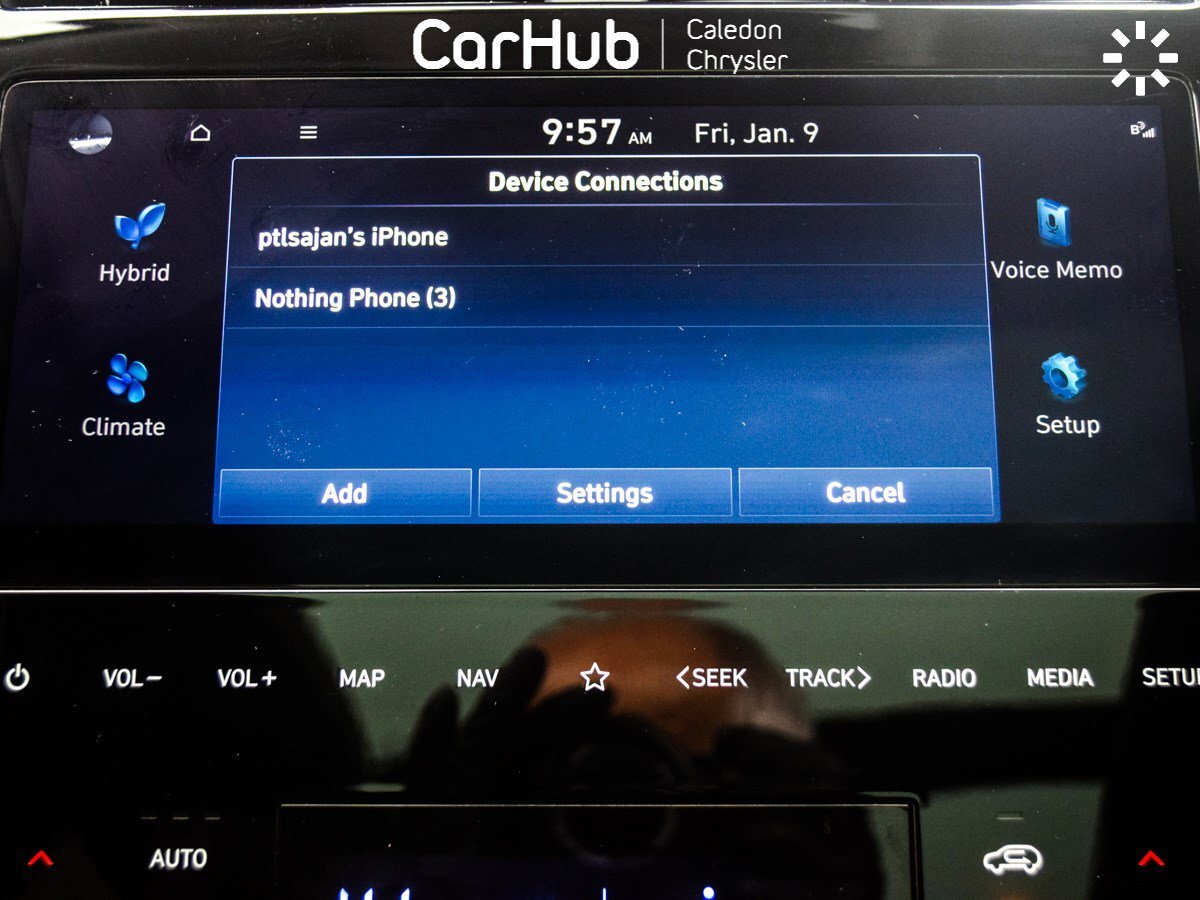 CarHub
Caledon
Chrysler
9:57 AM Fri, Jan. 9
Device Connections
ptlsajan's iPhone
Nothing Phone (3)
Hybrid
Voice Memo
Climate
Setup
Add Settings Cancel
VOL− VOL+ MAP NAV <SEEK TRACK> RADIO MEDIA SETU
AUTO